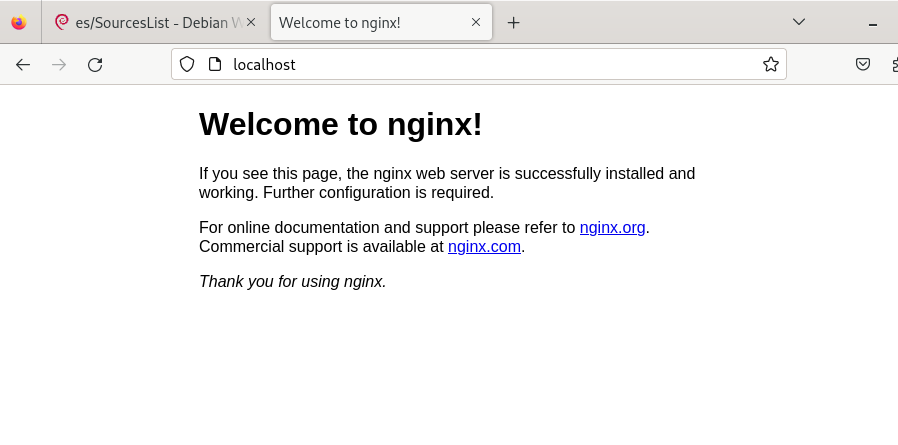 es/SourcesList - Debian W
Welcome to nginx!
localhost
Welcome to nginx!
If you see this page, the nginx web server is successfully installed and
working. Further configuration is required.
For online documentation and support please refer to nginx.org.
Commercial support is available at nginx.com.
Thank you for using nginx.